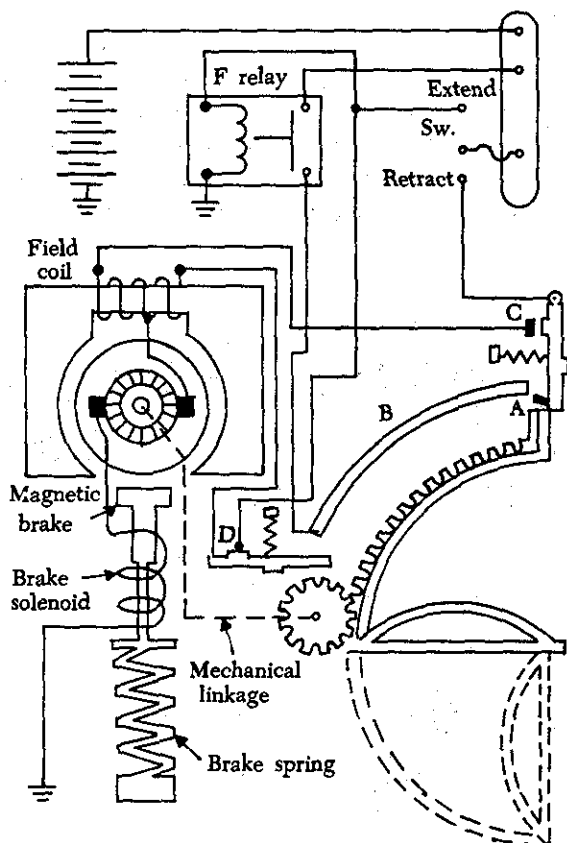 F relay
Extend
Sw.
Retract
Field
coil
C
A
B
Magnetic
brake
D
Brake
solenoid
Mechanical
linkage
Brake spring